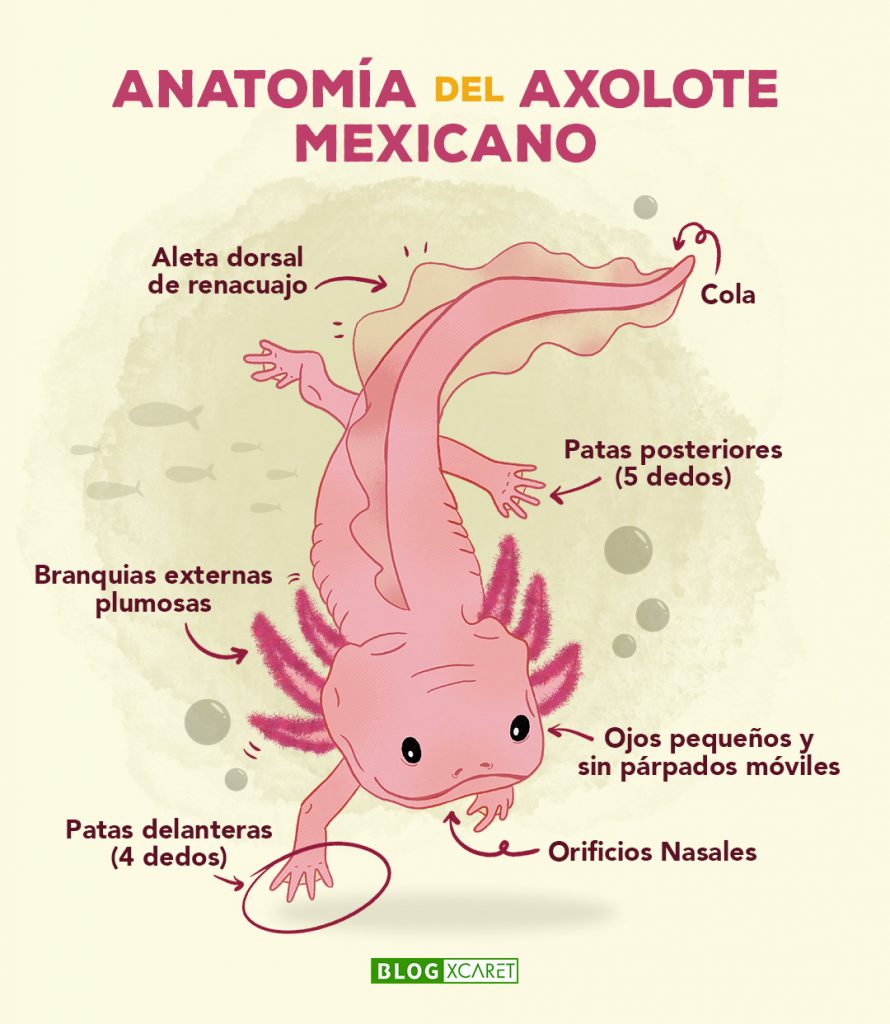 ANATOMÍA DEL AXOLOTE
MEXICANO
Aleta dorsal
de renacuajo
Cola
Patas posteriores
(5 dedos)
Branquias externas
plumosas
Ojos pequeños y
sin párpados móviles
Patas delanteras
(4 dedos)
Orificios Nasales
BLOG XCARET